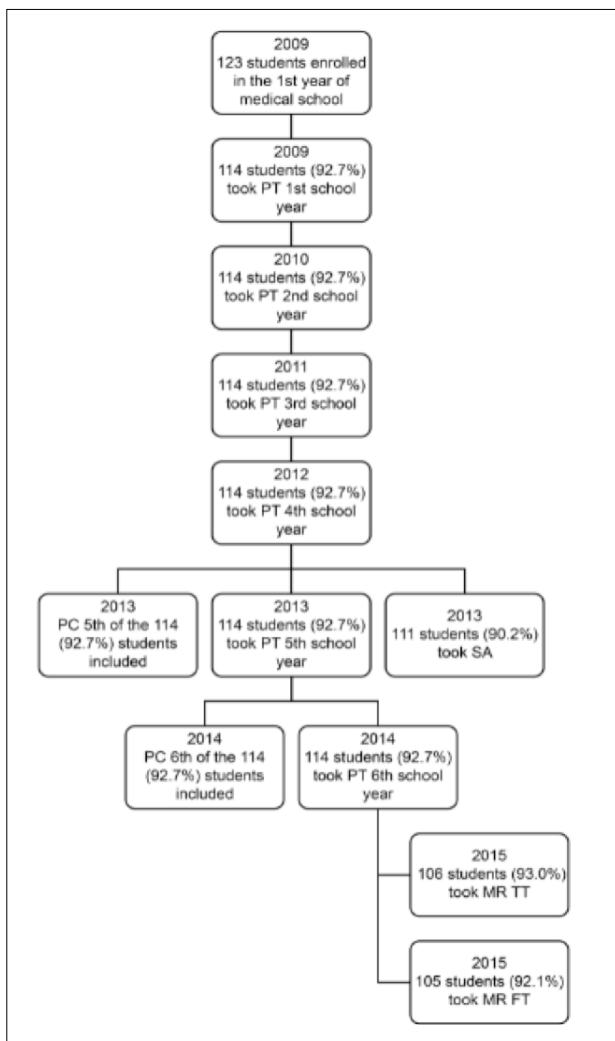 2009
123 students enrolled
in the 1st year of
medical school
2009
114 students (92.7%)
took PT 1st school
year
2010
114 students (92.7%)
took PT 2nd school
year
2011
114 students (92.7%)
took PT 3rd school
year
2012
114 students (92.7%)
took PT 4th school
year
2013
PC 5th of the 114
(92.7%) students
included
2013
114 students (92.7%)
took PT 5th school
year
2013
111 students (90.2%)
took SA
2014
PC 6th of the 114
(92.7%) students
included
2014
114 students (92.7%)
took PT 6th school
year
2015
106 students (93.0%)
took MR TT
2015
105 students (92.1%)
took MR FT